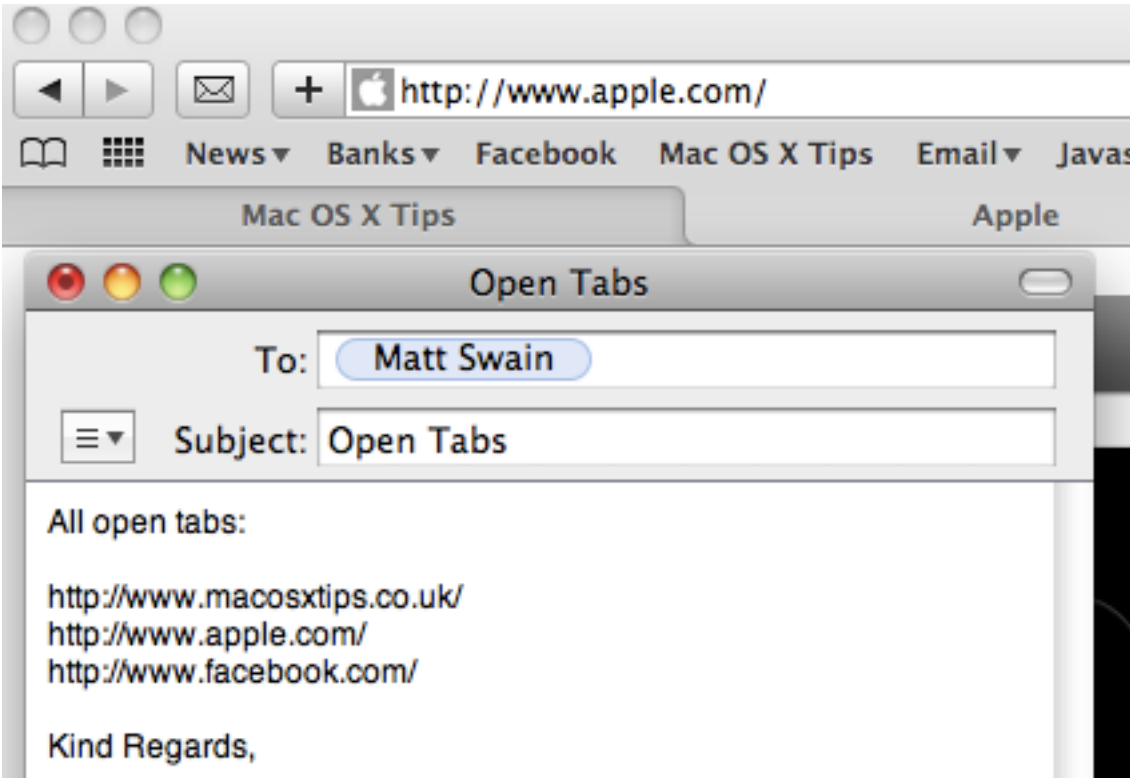 http://www.apple.com/
News Banks Facebook Mac OS X Tips Email Javas
Mac OS X Tips Apple
Open Tabs
To: Matt Swain
Subject: Open Tabs
All open tabs:
http://www.macosxtips.co.uk/
http://www.apple.com/
http://www.facebook.com/
Kind Regards,